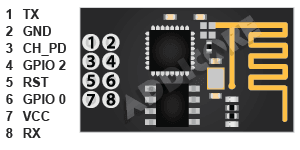 1 TX
2 GND
3 CH_PD
4 GPIO 2
5 RST
6 GPIO 0
7 VCC
8 RX
1 2
3 4
5 6
7 8
ADDICORE